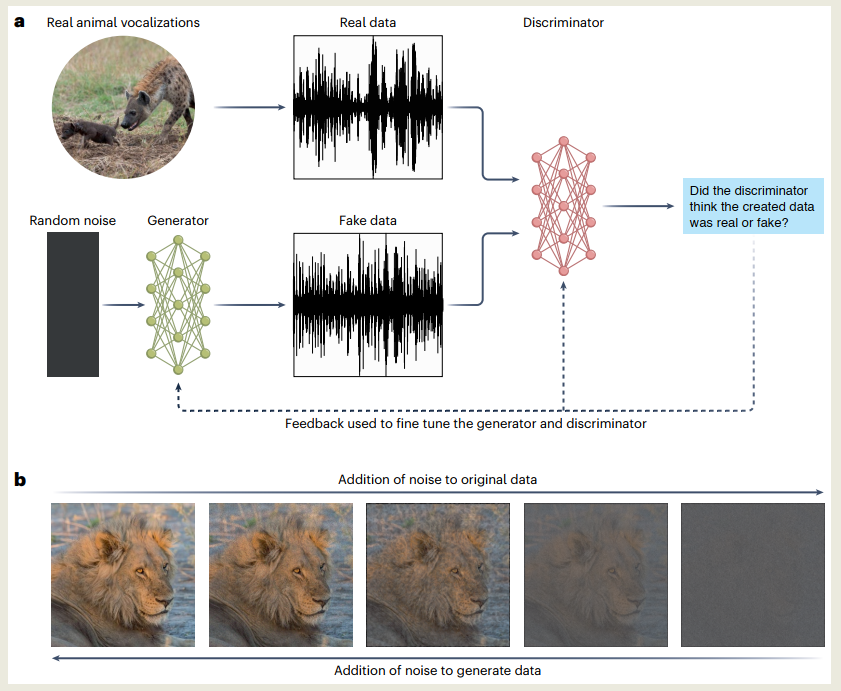 a
Real animal vocalizations
Real data
Discriminator
Did the discriminator
think the created data
was real or fake?
Random noise
Generator
Fake data
Feedback used to fine tune the generator and discriminator
b
Addition of noise to original data
Addition of noise to generate data